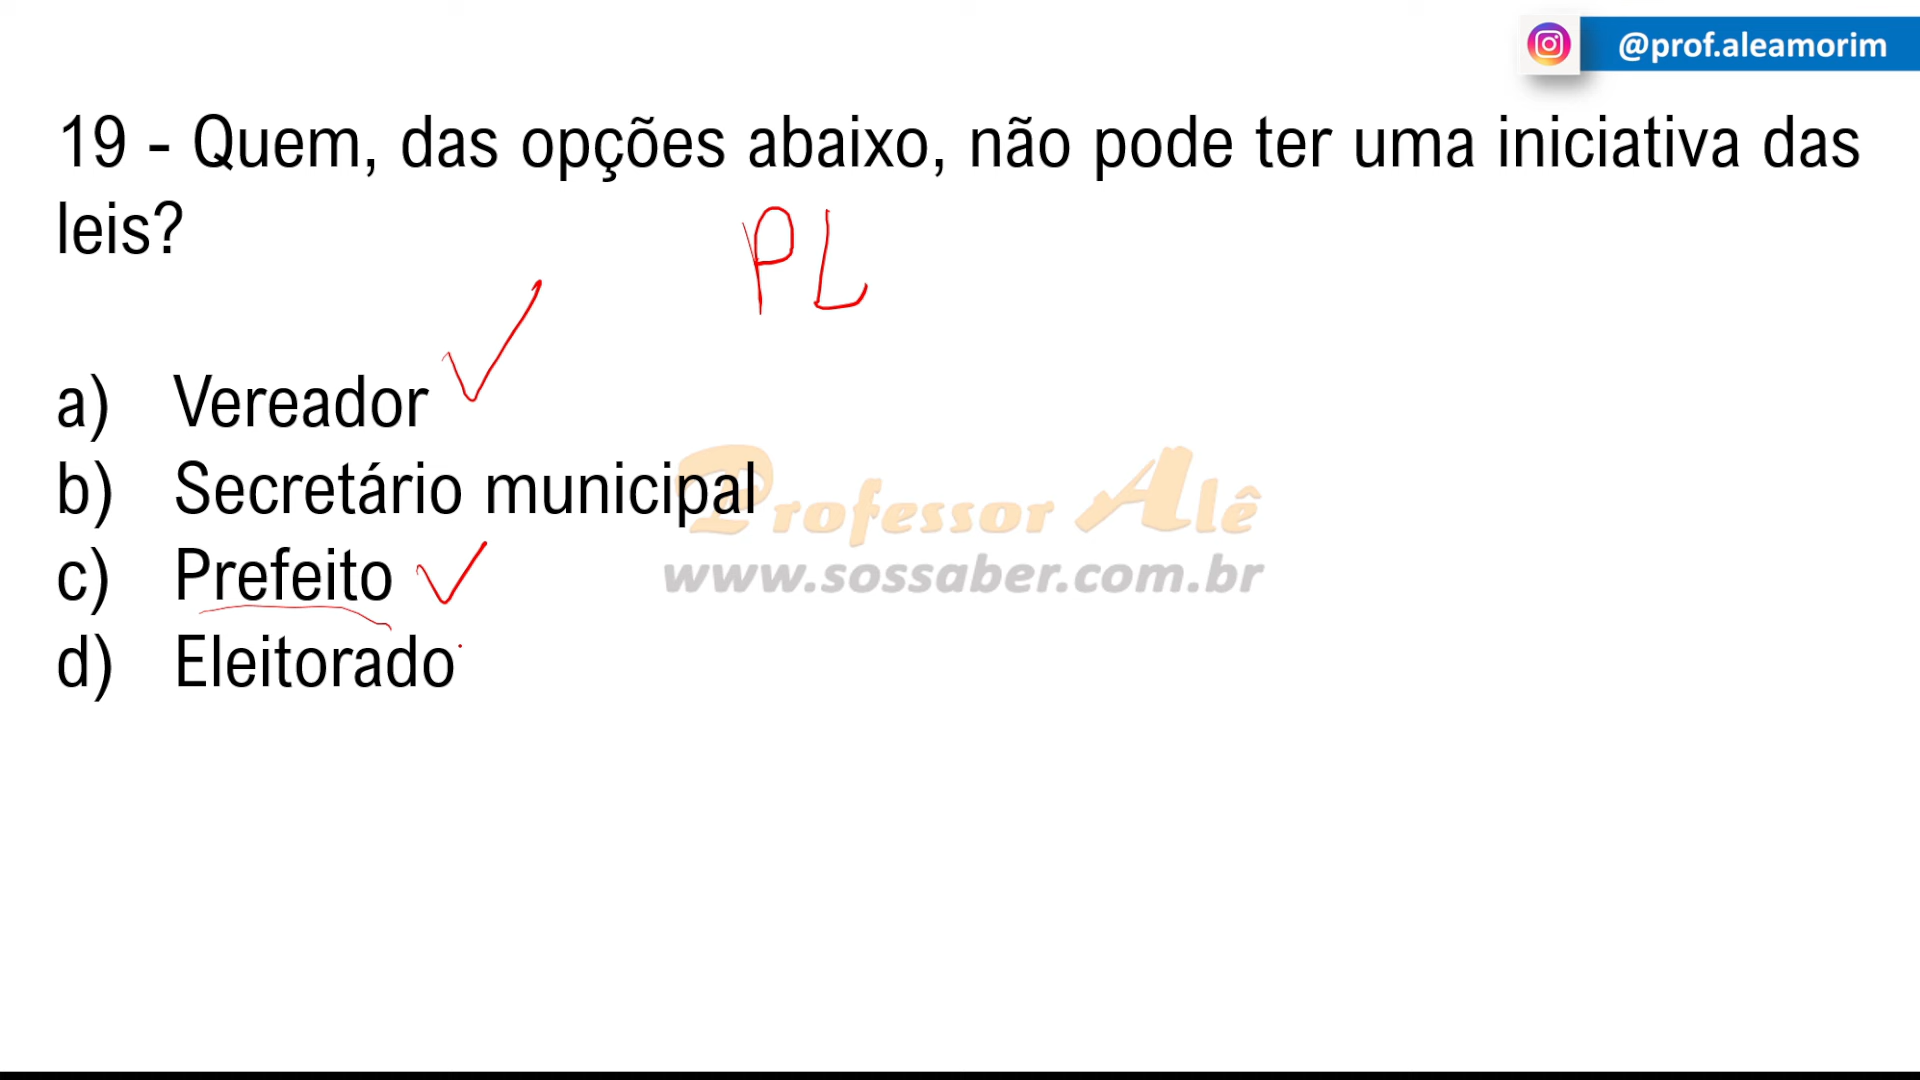 @prof.aleamorim
19 - Quem, das opções abaixo, não pode ter uma iniciativa das
leis?
PL
a) Vereador
b) Secretário municipal
c) Prefeito
d) Eleitorado
Professor Alê
www.sossaber.com.br